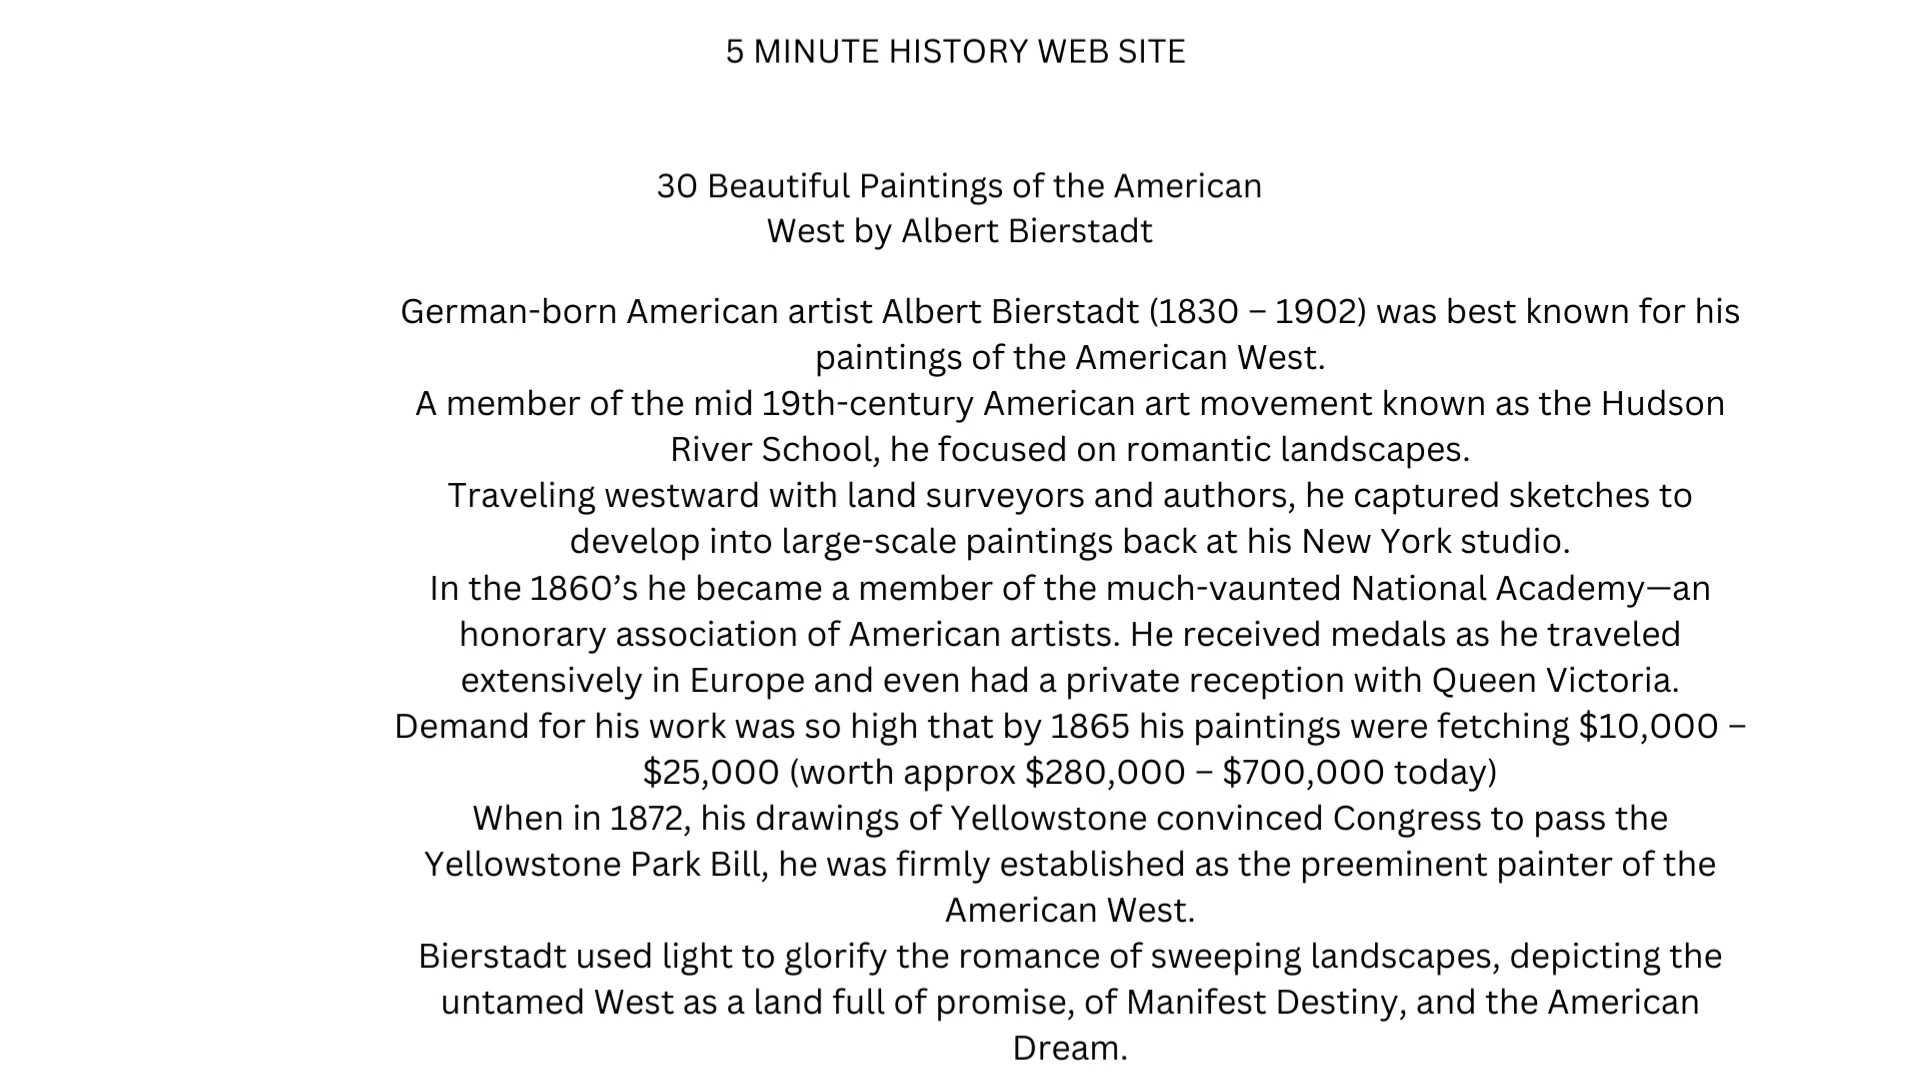 5 MINUTE HISTORY WEB SITE
30 Beautiful Paintings of the American
West by Albert Bierstadt
German-born American artist Albert Bierstadt (1830 – 1902) was best known for his
paintings of the American West.
A member of the mid 19th-century American art movement known as the Hudson
River School, he focused on romantic landscapes.
Traveling westward with land surveyors and authors, he captured sketches to
develop into large-scale paintings back at his New York studio.
In the 1860’s he became a member of the much-vaunted National Academy—an
honorary association of American artists. He received medals as he traveled
extensively in Europe and even had a private reception with Queen Victoria.
Demand for his work was so high that by 1865 his paintings were fetching $10,000 –
$25,000 (worth approx $280,000 – $700,000 today)
When in 1872, his drawings of Yellowstone convinced Congress to pass the
Yellowstone Park Bill, he was firmly established as the preeminent painter of the
American West.
Bierstadt used light to glorify the romance of sweeping landscapes, depicting the
untamed West as a land full of promise, of Manifest Destiny, and the American
Dream.